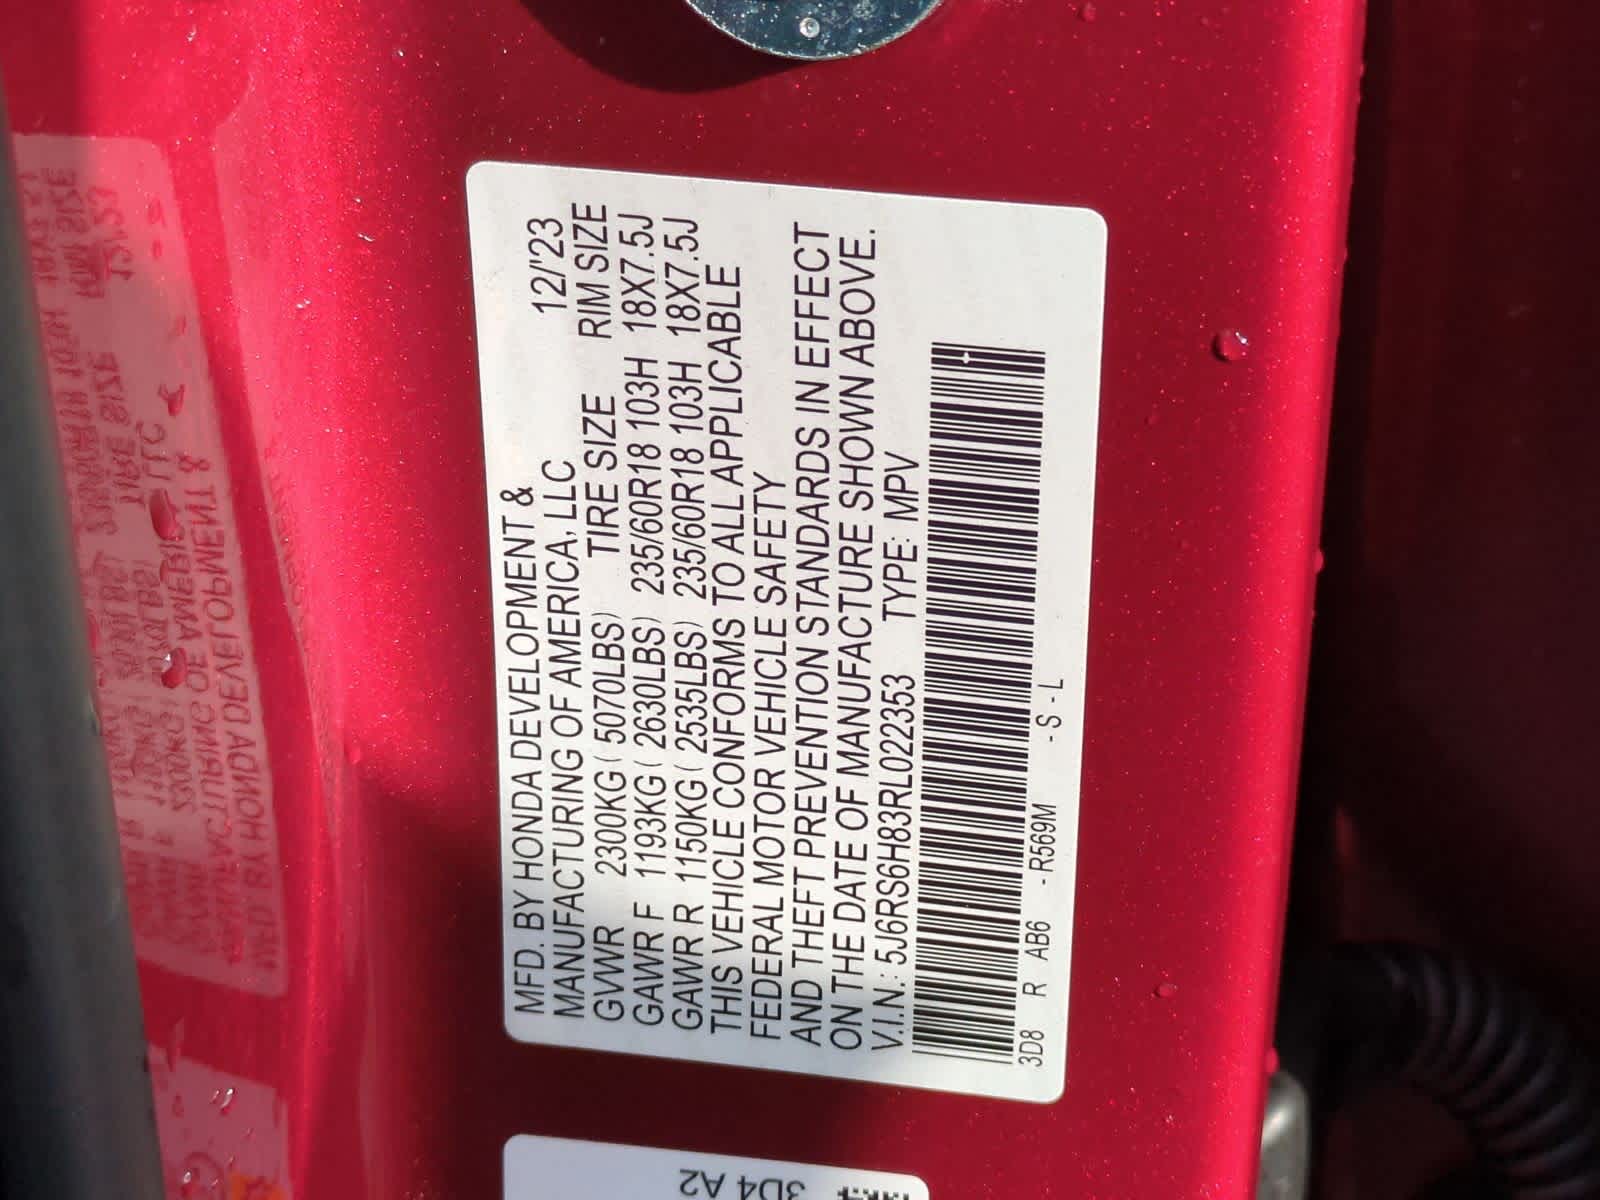 MFD. BY HONDA DEVELOPMENT &
MANUFACTURING OF AMERICA, LLC 12/'23
GVWR 2300KG ( 5070LBS) TIRE SIZE RIM SIZE
GAWR F 1193KG ( 2630LBS) 235/60R18 103H 18X7.5J
GAWR R 1150KG ( 2535LBS) 235/60R18 103H 18X7.5J
THIS VEHICLE CONFORMS TO ALL APPLICABLE
FEDERAL MOTOR VEHICLE SAFETY
AND THEFT PREVENTION STANDARDS IN EFFECT
ON THE DATE OF MANUFACTURE SHOWN ABOVE.
V.I.N.: 5J6RS6H83RL022353 TYPE: MPV
3D8 R AB6 - R569M - S - L
3D4 A2